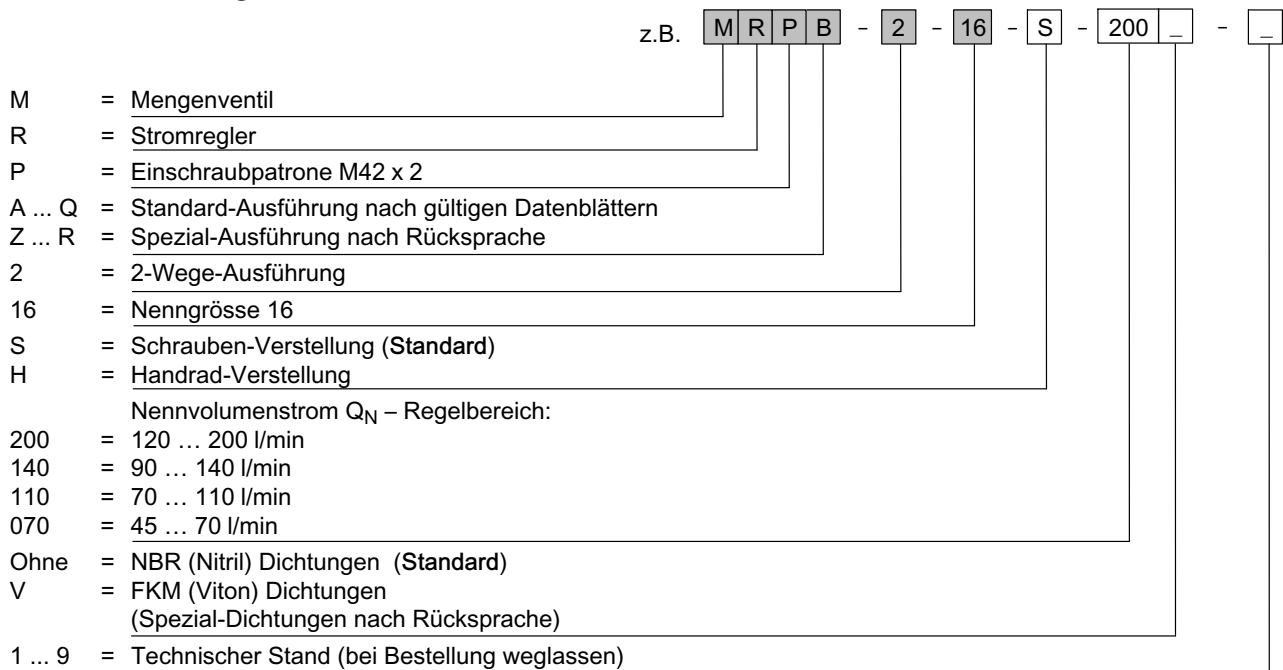 z.B. M R P B - 2 - 16 - S - 200 _ - _
M = Mengenventil
R = Stromregler
P = Einschraubpatrone M42 x 2
A ... Q = Standard-Ausführung nach gültigen Datenblättern
Z ... R = Spezial-Ausführung nach Rücksprache
2 = 2-Wege-Ausführung
16 = Nenngrösse 16
S = Schrauben-Verstellung (Standard)
H = Handrad-Verstellung
Nennvolumenstrom QN – Regelbereich:
200 = 120 … 200 l/min
140 = 90 … 140 l/min
110 = 70 … 110 l/min
070 = 45 … 70 l/min
Ohne = NBR (Nitril) Dichtungen (Standard)
V = FKM (Viton) Dichtungen
(Spezial-Dichtungen nach Rücksprache)
1 ... 9 = Technischer Stand (bei Bestellung weglassen)